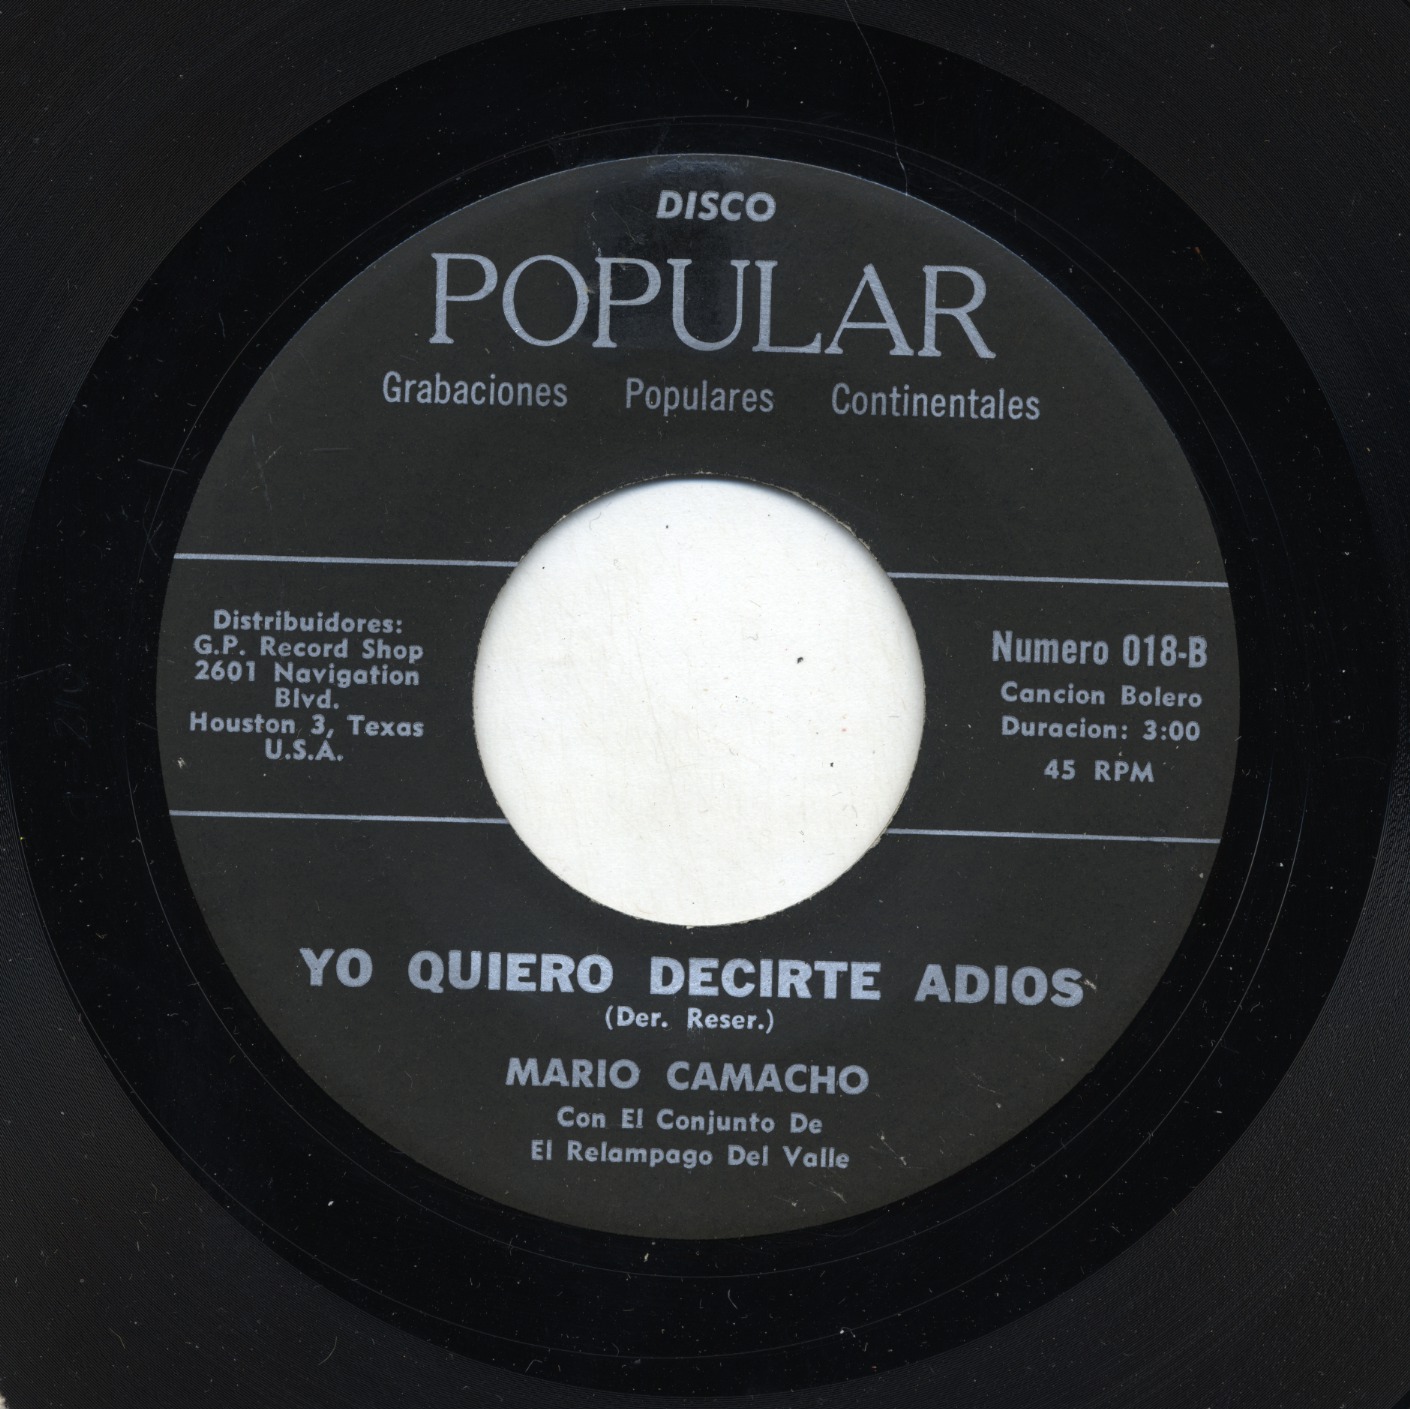 DISCO
POPULAR
Grabaciones Populares Continentales
Distribuidores:
G.P. Record Shop
2601 Navigation
Blvd.
Houston 3, Texas
U.S.A.
Numero 018-B
Cancion Bolero
Duracion: 3:00
45 RPM
YO QUIERO DECIRTE ADIOS
(Der. Reser.)
MARIO CAMACHO
Con El Conjunto De
El Relampago Del Valle